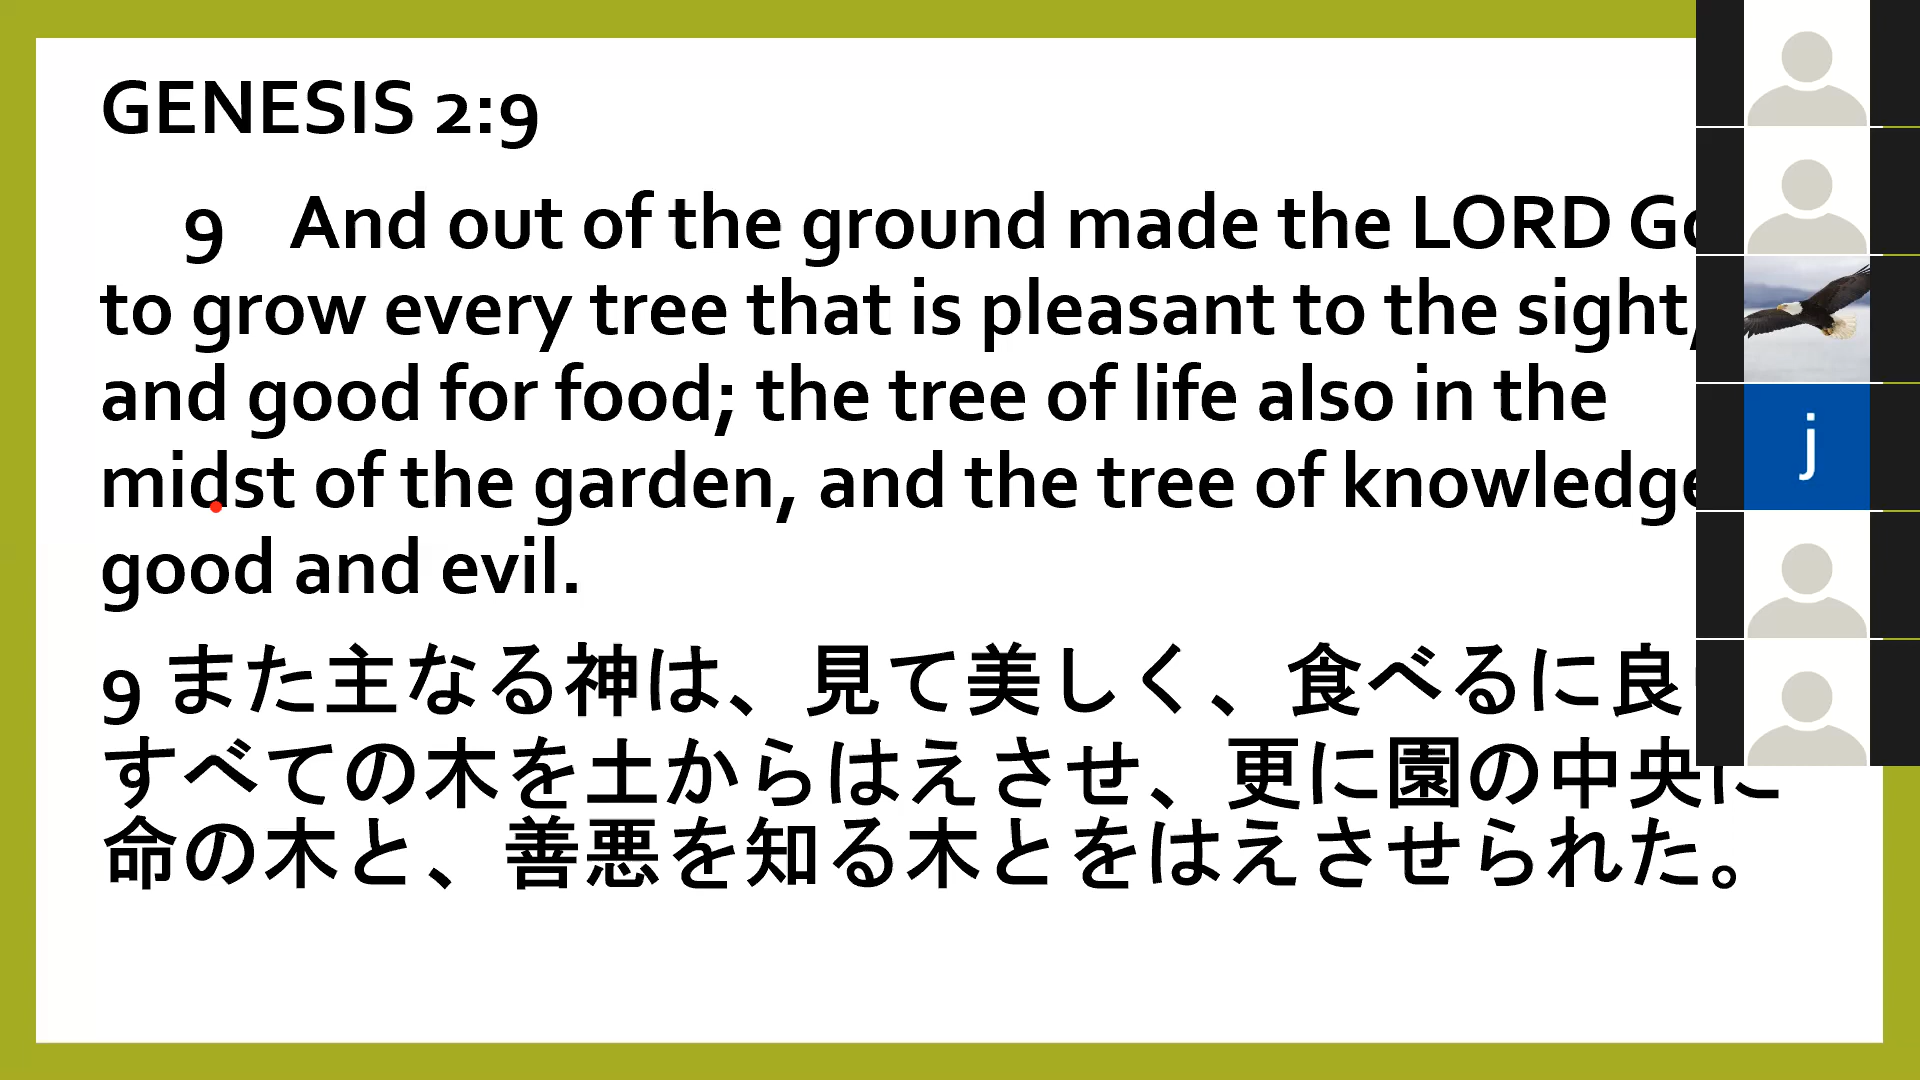 GENESIS 2:9
9 And out of the ground made the LORD
to grow every tree that is pleasant to the sight,
and good for food; the tree of life also in the
midst of the garden, and the tree of knowledge
good and evil.
9 また主なる神は、見て美しく、食べるに良
すべての木を土からはえさせ、更に園の中央に
命の木と、善悪を知る木とをはえさせられた。
j